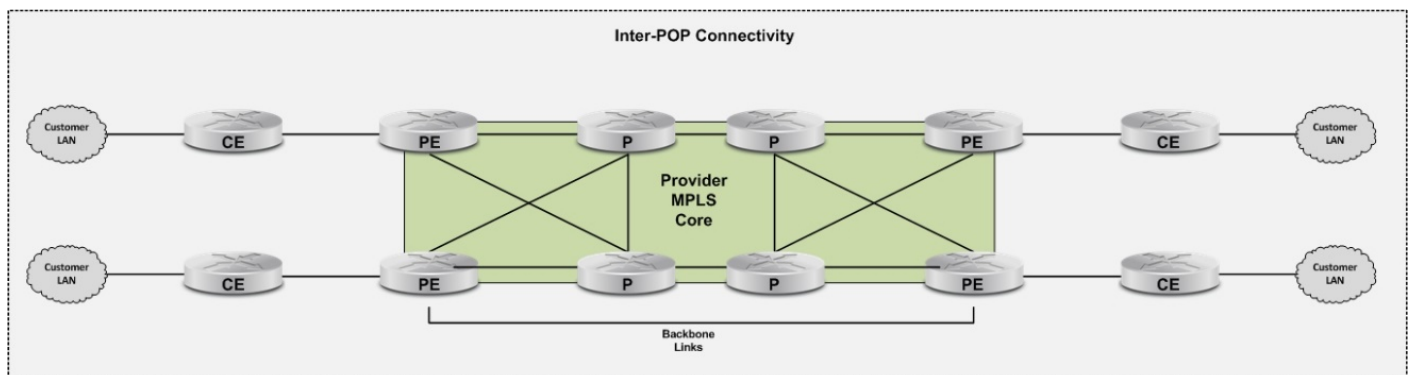 Inter-POP Connectivity
Customer
LAN
CE
PE
P
P
PE
CE
Customer
LAN
Provider
MPLS
Core
Customer
LAN
CE
PE
P
P
PE
CE
Customer
LAN
Backbone
Links